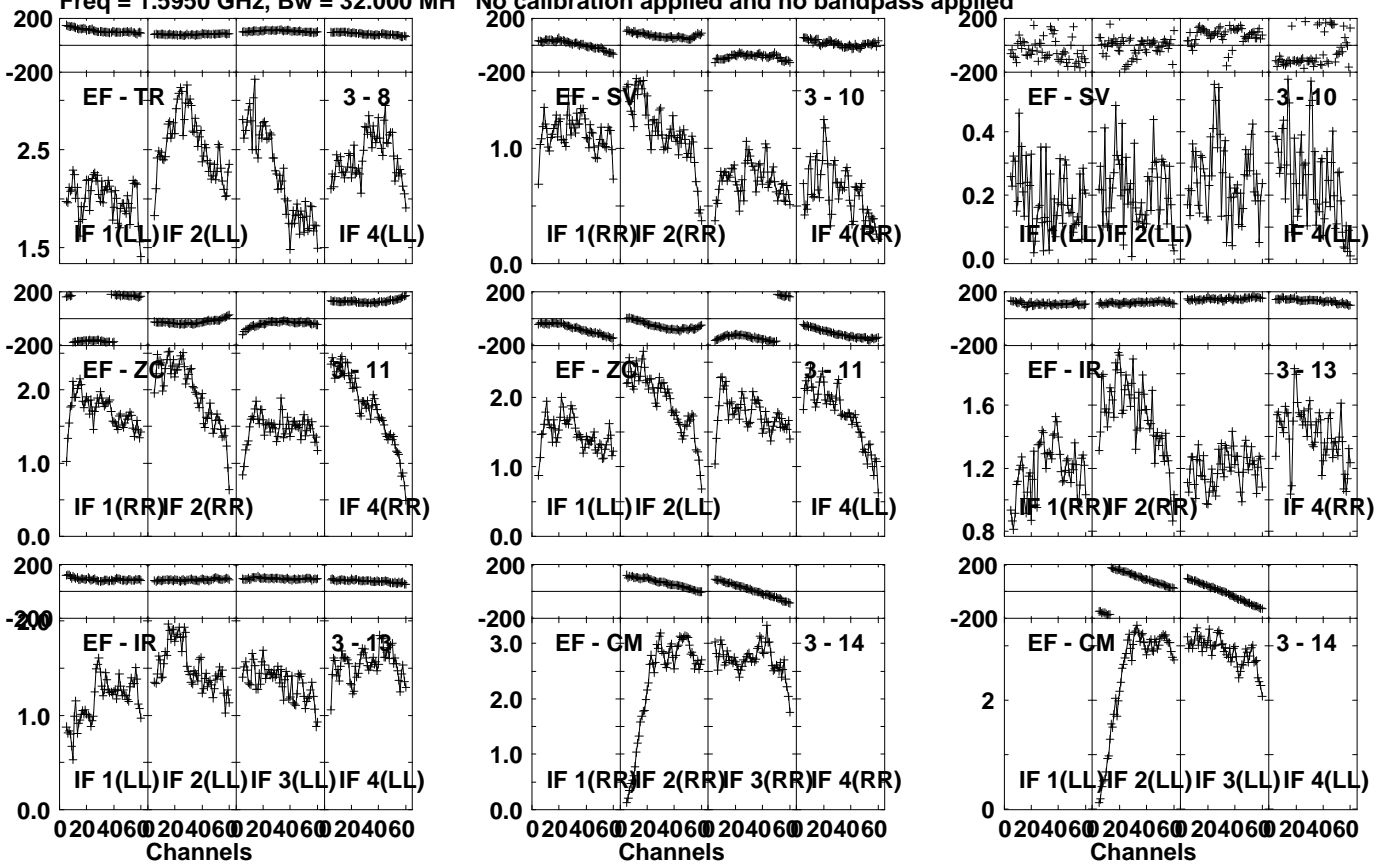 Freq = 1.5950 GHz, Bw = 32.000 MH No calibration applied and no bandpass applied
200
-200
EF - TR 3 - 8
2.5
1.5
IF 1(LL) IF 2(LL) IF 4(LL)
200
-200
EF - SV 3 - 10
1.0
0.0
IF 1(RR) IF 2(RR) IF 4(RR)
200
-200
EF - SV 3 - 10
0.4
0.2
0.0
IF 1(LL) IF 2(LL) IF 4(LL)
200
-200
EF - ZC 3 - 11
2.0
1.0
0.0
IF 1(RR) IF 2(RR) IF 4(RR)
200
-200
EF - ZC 3 - 11
2.0
1.0
0.0
IF 1(LL) IF 2(LL) IF 4(LL)
200
-200
EF - IR 3 - 13
1.6
1.2
0.8
IF 1(RR) IF 2(RR) IF 4(RR)
200
-200
2.0
EF - IR 3 - 13
1.0
0.0
IF 1(LL) IF 2(LL) IF 3(LL) IF 4(LL)
0 20 40 60 0 20 40 60 0 20 40 60 0 20 40 60
Channels
200
-200
EF - CM 3 - 14
3.0
2.0
1.0
0.0
IF 1(RR) IF 2(RR) IF 3(RR) IF 4(RR)
0 20 40 60 0 20 40 60 0 20 40 60 0 20 40 60
Channels
200
-200
EF - CM 3 - 14
2
0
IF 1(LL) IF 2(LL) IF 3(LL) IF 4(LL)
0 20 40 60 0 20 40 60 0 20 40 60 0 20 40 60
Channels